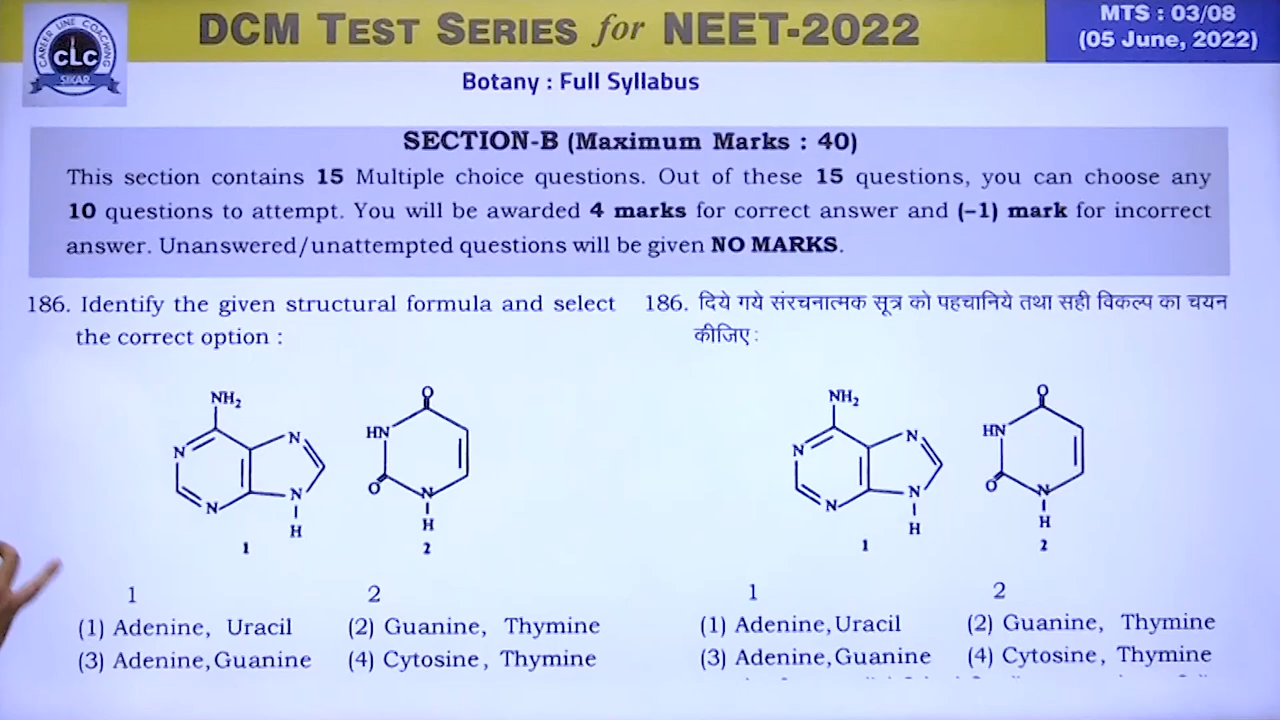 CAREER LINE COACHING
CLC
SIKAR
DCM TEST SERIES for NEET-2022
MTS : 03/08
(05 June, 2022)
Botany : Full Syllabus
SECTION-B (Maximum Marks : 40)
This section contains 15 Multiple choice questions. Out of these 15 questions, you can choose any
10 questions to attempt. You will be awarded 4 marks for correct answer and (–1) mark for incorrect
answer. Unanswered/unattempted questions will be given NO MARKS.
186. Identify the given structural formula and select
the correct option :
NH₂
N
N
N
N
H
1
O
HN
O
N
H
2
1 2
(1) Adenine, Uracil (2) Guanine, Thymine
(3) Adenine, Guanine (4) Cytosine, Thymine
186. दिये गये संरचनात्मक सूत्र को पहचानिये तथा सही विकल्प का चयन
कीजिए :
NH₂
N
N
N
N
H
1
O
HN
O
N
H
2
1 2
(1) Adenine, Uracil (2) Guanine, Thymine
(3) Adenine, Guanine (4) Cytosine, Thymine